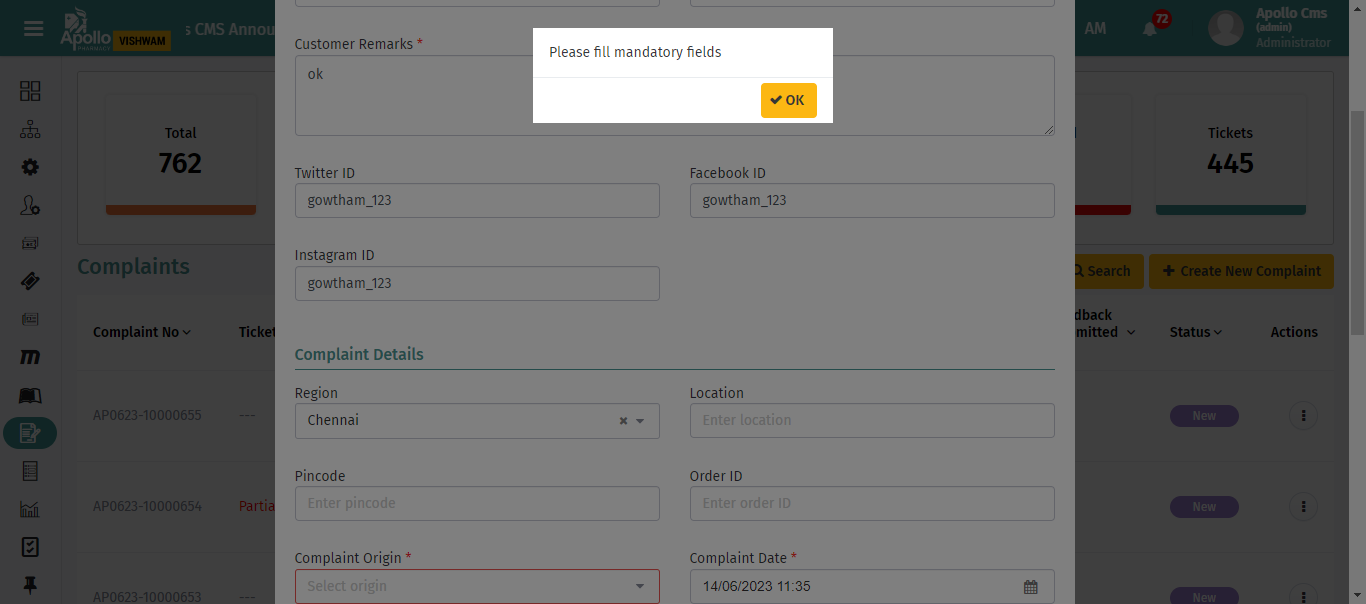 Apollo
PHARMACY
VISHWAM
s CMS Annou
AM
72
Apollo Cms
(admin)
Administrator
Please fill mandatory fields
OK
Customer Remarks *
ok
Total
762
Tickets
445
Twitter ID
Facebook ID
gowtham_123
gowtham_123
Instagram ID
gowtham_123
Complaints
Search
Create New Complaint
Complaint No
Ticket
dback
mitted
Status
Actions
Complaint Details
Region
Location
Chennai
Enter location
AP0623-10000655
---
New
Pincode
Order ID
Enter pincode
Enter order ID
AP0623-10000654
Partia
New
Complaint Origin *
Complaint Date *
Select origin
14/06/2023 11:35
AP0623-10000653
---
New